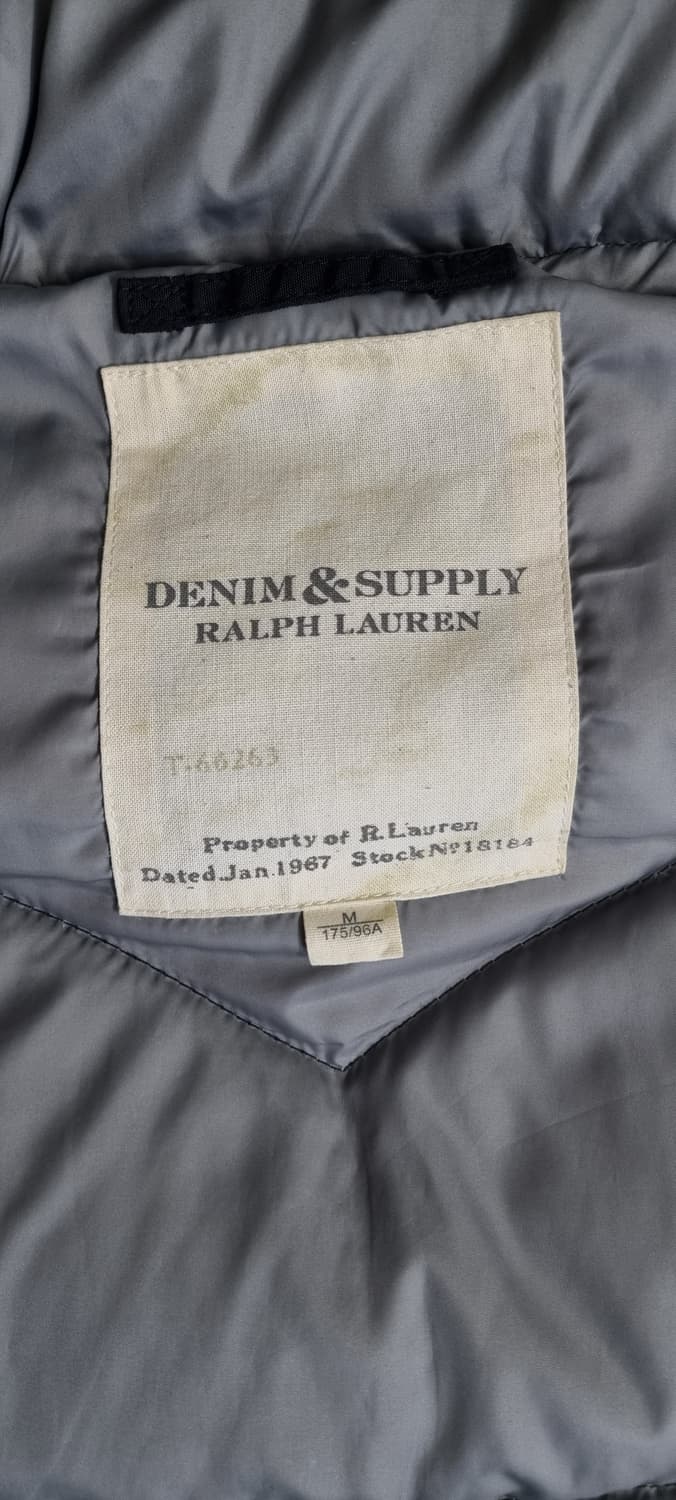 DENIM & SUPPLY
RALPH LAUREN
T-66263
Property of R.Lauren
Dated.Jan.1967 Stock Nº18184
M
175/96A